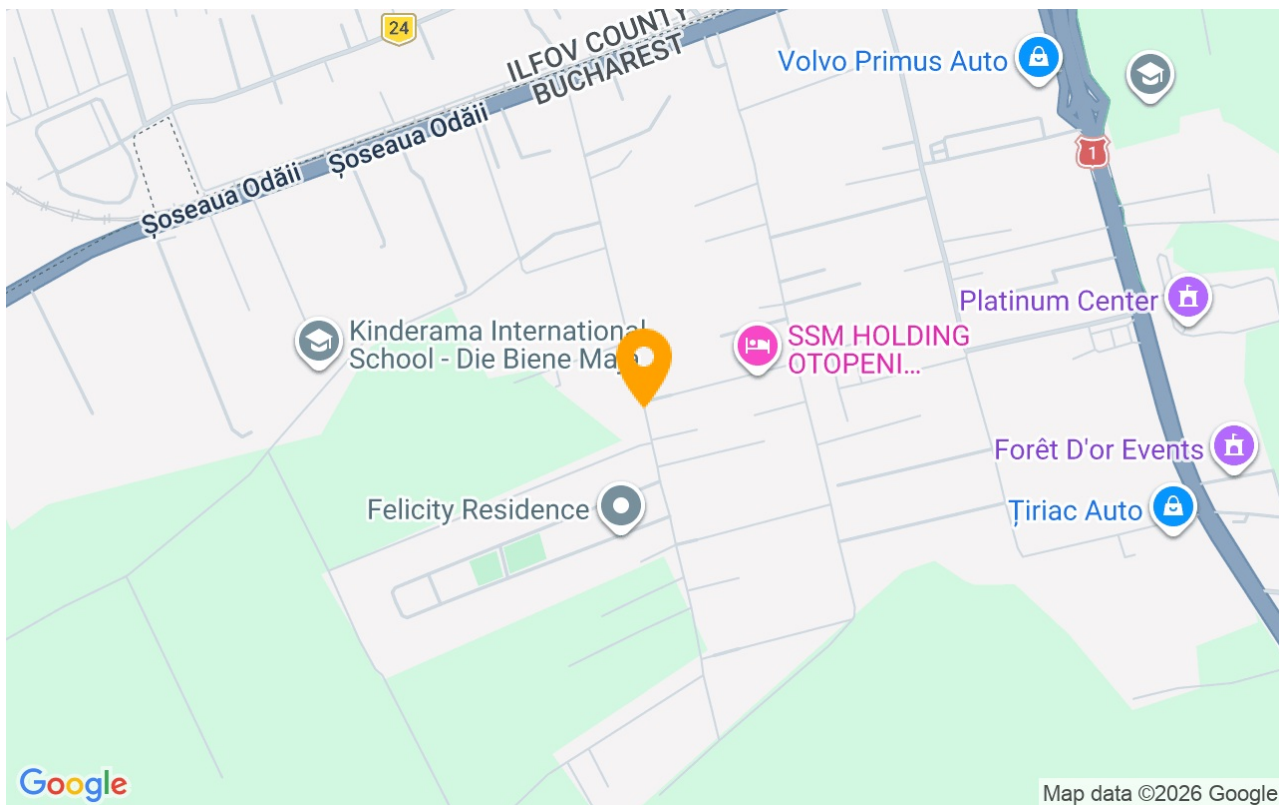 24
ILFOV COUNTY
BUCHAREST
Volvo Primus Auto
Șoseaua Odăii
Șoseaua Odăii
1
Platinum Center
Kinderama International
School - Die Biene Maja
SSM HOLDING
OTOPENI...
Forêt D'or Events
Felicity Residence
Țiriac Auto
Google
Map data ©2026 Google